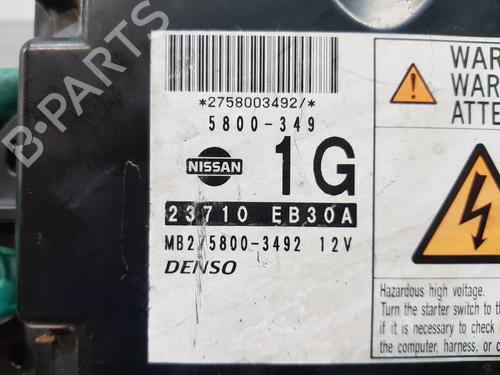 *2758003492/*
5800-349
NISSAN
1G
23710 EB30A
MB275800-3492 12V
DENSO
WAR
WAR
ATTE
Hazardous high voltage.
Turn the starter switch to th
if it is necessary to check
the computer, harness, or c
B-PARTS